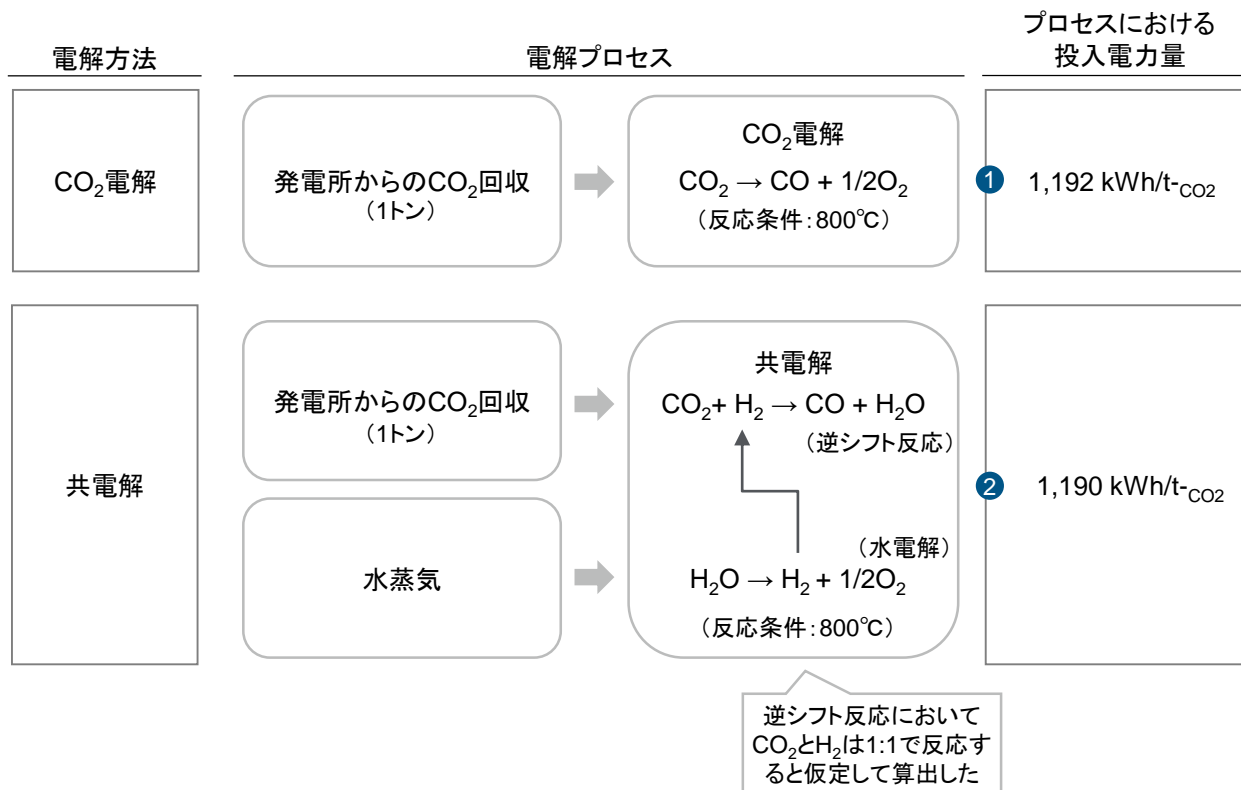 電解方法
電解プロセス
プロセスにおける
投入電力量
CO2電解
発電所からのCO2回収
（1トン）
CO2電解
CO2 → CO + 1/2O2
（反応条件：800℃）
1
1,192 kWh/t-CO2
共電解
発電所からのCO2回収
（1トン）
水蒸気
共電解
CO2+ H2 → CO + H2O
（逆シフト反応）
（水電解）
H2O → H2 + 1/2O2
（反応条件：800℃）
2
1,190 kWh/t-CO2
逆シフト反応において
CO2とH2は1:1で反応す
ると仮定して算出した